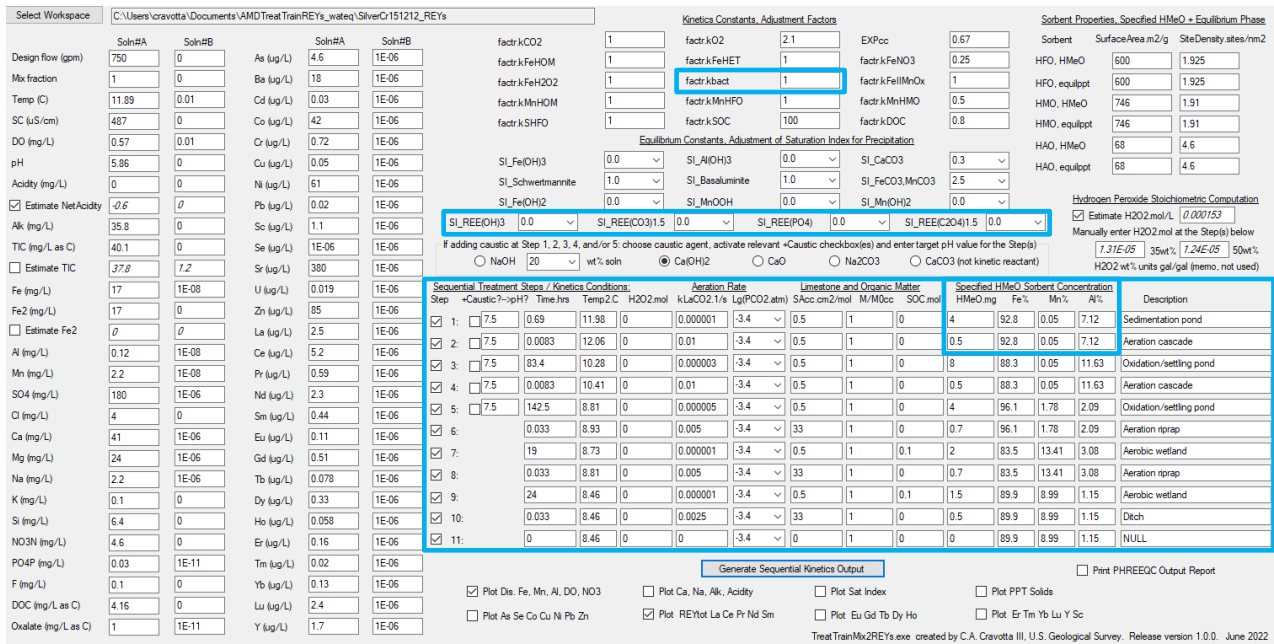 Select Workspace C:\Users\cravotta\Documents\AMDTreatTrainREYs_wateq\SilverCr151212_REYs
Soln#A Soln#B Soln#A Soln#B
Design flow (gpm) 750 0 As (ug/L) 4.6 1E-06
Mix fraction 1 0 Ba (ug/L) 18 1E-06
Temp (C) 11.89 0.01 Cd (ug/L) 0.03 1E-06
SC (uS/cm) 487 0 Co (ug/L) 42 1E-06
DO (mg/L) 0.57 0.01 Cr (ug/L) 0.72 1E-06
pH 5.86 0 Cu (ug/L) 0.05 1E-06
Acidity (mg/L) 0 0 Ni (ug/L) 61 1E-06
Estimate NetAcidity -0.6 0 Pb (ug/L) 0.02 1E-06
Alk (mg/L) 35.8 0 Sc (ug/L) 1.1 1E-06
TIC (mg/L as C) 40.1 0 Se (ug/L) 1E-06 1E-06
Estimate TIC 37.8 1.2 Sr (ug/L) 380 1E-06
Fe (mg/L) 17 0 U (ug/L) 0.019 1E-06
Fe2 (mg/L) 17 0 Zn (ug/L) 85 1E-06
Estimate Fe2 0 0 La (ug/L) 2.5 1E-06
Al (mg/L) 0.12 1E-08 Ce (ug/L) 5.2 1E-06
Mn (mg/L) 2.2 1E-08 Pr (ug/L) 0.59 1E-06
SO4 (mg/L) 180 1E-06 Nd (ug/L) 2.3 1E-06
Cl (mg/L) 4 0 Sm (ug/L) 0.44 1E-06
Ca (mg/L) 41 1E-06 Eu (ug/L) 0.11 1E-06
Mg (mg/L) 24 1E-06 Gd (ug/L) 0.51 1E-06
Na (mg/L) 2.2 1E-06 Tb (ug/L) 0.078 1E-06
K (mg/L) 0.1 0 Dy (ug/L) 0.33 1E-06
Si (mg/L) 6.4 0 Ho (ug/L) 0.058 1E-06
NO3N (mg/L) 4.6 0 Er (ug/L) 0.16 1E-06
PO4P (mg/L) 0.03 1E-11 Tm (ug/L) 0.02 1E-06
F (mg/L) 0.1 0 Yb (ug/L) 0.13 1E-06
DOC (mg/L as C) 4.16 0 Lu (ug/L) 2.4 1E-06
Oxalate (mg/L as C) 1 1E-11 Y (ug/L) 1.7 1E-06
Kinetics Constants, Adjustment Factors
factr.kCO2 1 factr.kO2 2.1 EXPcc 0.67
factr.kFeHOM 1 factr.kFeHET 1 factr.kFeNO3 0.25
factr.kFeH2O2 1 factr.kbact 1 factr.kFeIIMnOx 1
factr.kMnHOM 1 factr.kMnHFO 1 factr.kMnHMO 0.5
factr.kSHFO 1 factr.kSOC 100 factr.kDOC 0.8
Equilibrium Constants, Adjustment of Saturation Index for Precipitation
SI_Fe(OH)3 0.0 SI_Al(OH)3 0.0 SI_CaCO3 0.3
SI_Schwertmannite 1.0 SI_Basaluminite 1.0 SI_FeCO3,MnCO3 2.5
SI_Fe(OH)2 0.0 SI_MnOOH 0.0 SI_Mn(OH)2 0.0
SI_REE(OH)3 0.0 SI_REE(CO3)1.5 0.0 SI_REE(PO4) 0.0 SI_REE(C2O4)1.5 0.0
Sorbent Properties, Specified HMeO + Equilibrium Phase
Sorbent SurfaceArea.m2/g SiteDensity.sites/nm2
HFO, HMeO 600 1.925
HFO, equilppt 600 1.925
HMO, HMeO 746 1.91
HMO, equilppt 746 1.91
HAO, HMeO 68 4.6
HAO, equilppt 68 4.6
Hydrogen Peroxide Stoichiometric Computation
Estimate H2O2.mol/L 0.000153
Manually enter H2O2.mol at the Step(s) below
1.31E-05 35wt% 1.24E-05 50wt%
H2O2 wt% units gal/gal (memo, not used)
If adding caustic at Step 1, 2, 3, 4, and/or 5: choose caustic agent, activate relevant +Caustic checkbox(es) and enter target pH value for the Step(s)
NaOH 20 wt% soln Ca(OH)2 CaO Na2CO3 CaCO3 (not kinetic reactant)
Sequential Treatment Steps / Kinetics Conditions: Aeration Rate Limestone and Organic Matter Specified HMeO Sorbent Concentration
Step +Caustic?-->pH? Time.hrs Temp2.C H2O2.mol kLaCO2.1/s Lg(PCO2.atm) SAcc.cm2/mol M/M0cc SOC.mol HMeO.mg Fe% Mn% Al% Description
1: 7.5 0.69 11.98 0 0.000001 -3.4 0.5 1 0 4 92.8 0.05 7.12 Sedimentation pond
2: 7.5 0.0083 12.06 0 0.01 -3.4 0.5 1 0 0.5 92.8 0.05 7.12 Aeration cascade
3: 7.5 83.4 10.28 0 0.000003 -3.4 0.5 1 0 8 88.3 0.05 11.63 Oxidation/settling pond
4: 7.5 0.0083 10.41 0 0.01 -3.4 0.5 1 0 0.5 88.3 0.05 11.63 Aeration cascade
5: 7.5 142.5 8.81 0 0.000005 -3.4 0.5 1 0 4 96.1 1.78 2.09 Oxidation/settling pond
6: 0.033 8.93 0 0.005 -3.4 33 1 0 0.7 96.1 1.78 2.09 Aeration riprap
7: 19 8.73 0 0.000001 -3.4 0.5 1 0.1 2 83.5 13.41 3.08 Aerobic wetland
8: 0.033 8.81 0 0.005 -3.4 33 1 0 0.7 83.5 13.41 3.08 Aeration riprap
9: 24 8.46 0 0.000001 -3.4 0.5 1 0.1 1.5 89.9 8.99 1.15 Aerobic wetland
10: 0.033 8.46 0 0.0025 -3.4 33 1 0 0.5 89.9 8.99 1.15 Ditch
11: 0 8.46 0 0 -3.4 0 1 0 0 89.9 8.99 1.15 NULL
Generate Sequential Kinetics Output Print PHREEQC Output Report
Plot Dis. Fe, Mn, Al, DO, NO3 Plot Ca, Na, Alk, Acidity Plot Sat Index Plot PPT Solids
Plot As Se Co Cu Ni Pb Zn Plot REYtot La Ce Pr Nd Sm Plot Eu Gd Tb Dy Ho Plot Er Tm Yb Lu Y Sc
TreatTrainMix2REYs.exe created by C.A. Cravotta III, U.S. Geological Survey. Release version 1.0.0. June 2022